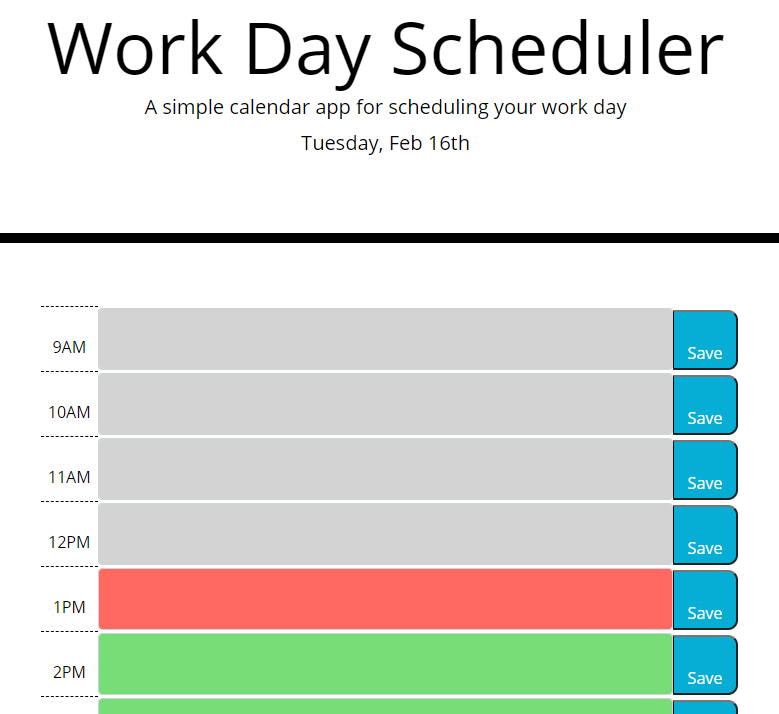 Work Day Scheduler
A simple calendar app for scheduling your work day
Tuesday, Feb 16th
9AM Save
10AM Save
11AM Save
12PM Save
1PM Save
2PM Save